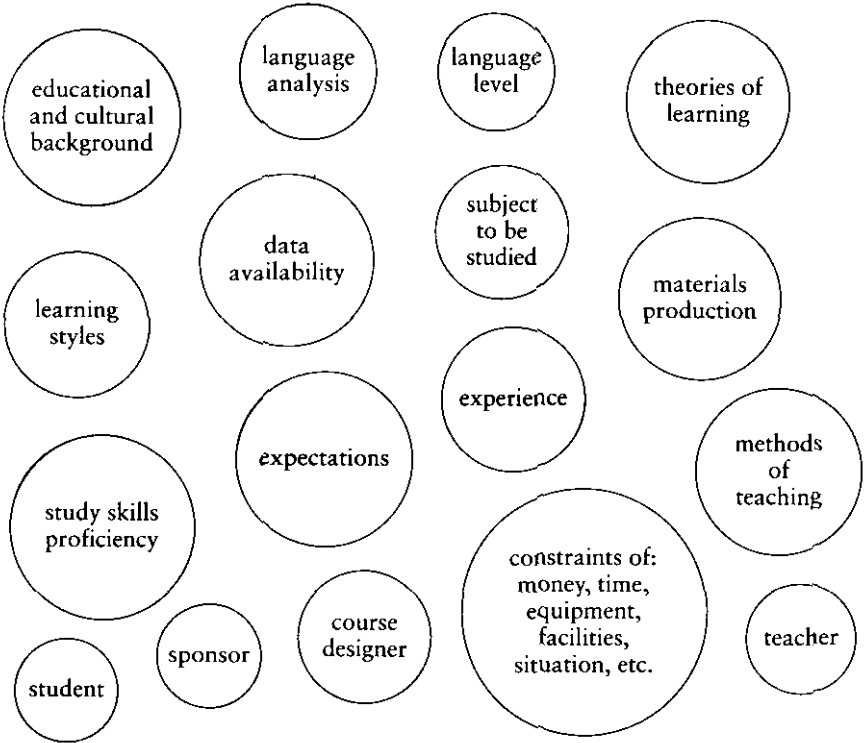 educational
and cultural
background
language
analysis
language
level
theories of
learning
data
availability
subject
to be
studied
materials
production
learning
styles
experience
expectations
methods
of
teaching
study skills
proficiency
constraints of:
money, time,
equipment,
facilities,
situation, etc.
course
designer
teacher
sponsor
student